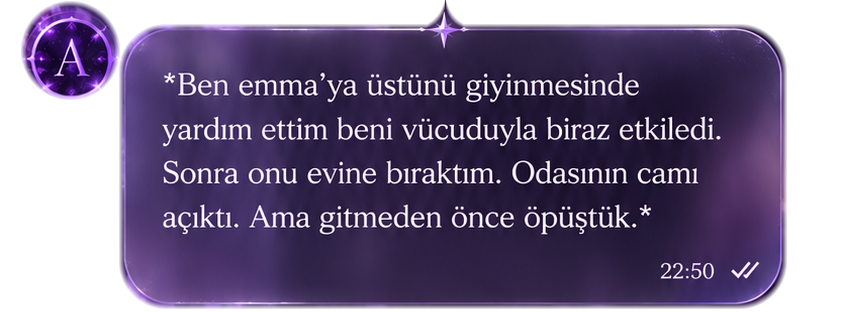 A
*Ben emma’ya üstünü giyinmesinde
yardım ettim beni vücuduyla biraz etkiledi.
Sonra onu evine bıraktım. Odasının camı
açıktı. Ama gitmeden önce öpüştük.*
22:50